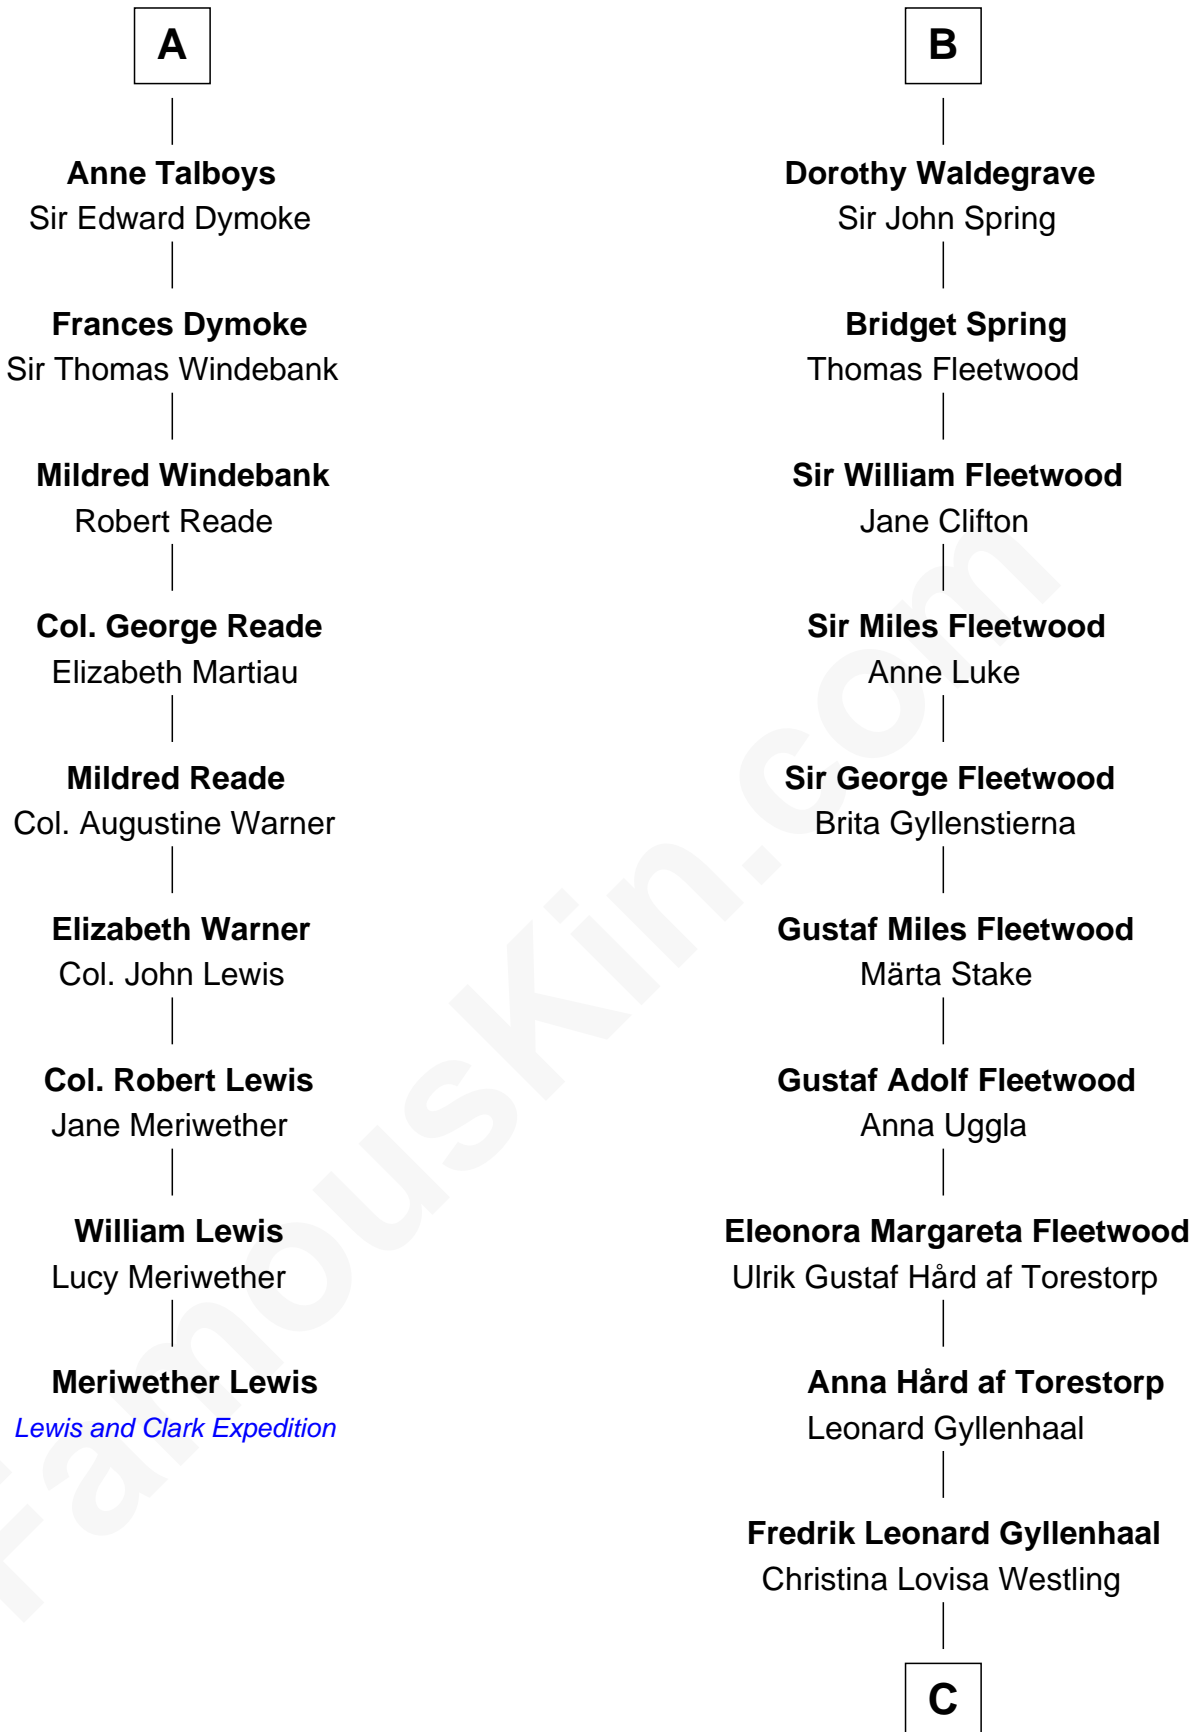 A
Anne Talboys
Sir Edward Dymoke
Frances Dymoke
Sir Thomas Windebank
Mildred Windebank
Robert Reade
Col. George Reade
Elizabeth Martiau
Mildred Reade
Col. Augustine Warner
Elizabeth Warner
Col. John Lewis
Col. Robert Lewis
Jane Meriwether
William Lewis
Lucy Meriwether
Meriwether Lewis
Lewis and Clark Expedition
B
Dorothy Waldegrave
Sir John Spring
Bridget Spring
Thomas Fleetwood
Sir William Fleetwood
Jane Clifton
Sir Miles Fleetwood
Anne Luke
Sir George Fleetwood
Brita Gyllenstierna
Gustaf Miles Fleetwood
Märta Stake
Gustaf Adolf Fleetwood
Anna Uggla
Eleonora Margareta Fleetwood
Ulrik Gustaf Hård af Torestorp
Anna Hård af Torestorp
Leonard Gyllenhaal
Fredrik Leonard Gyllenhaal
Christina Lovisa Westling
C
FamousKin.com